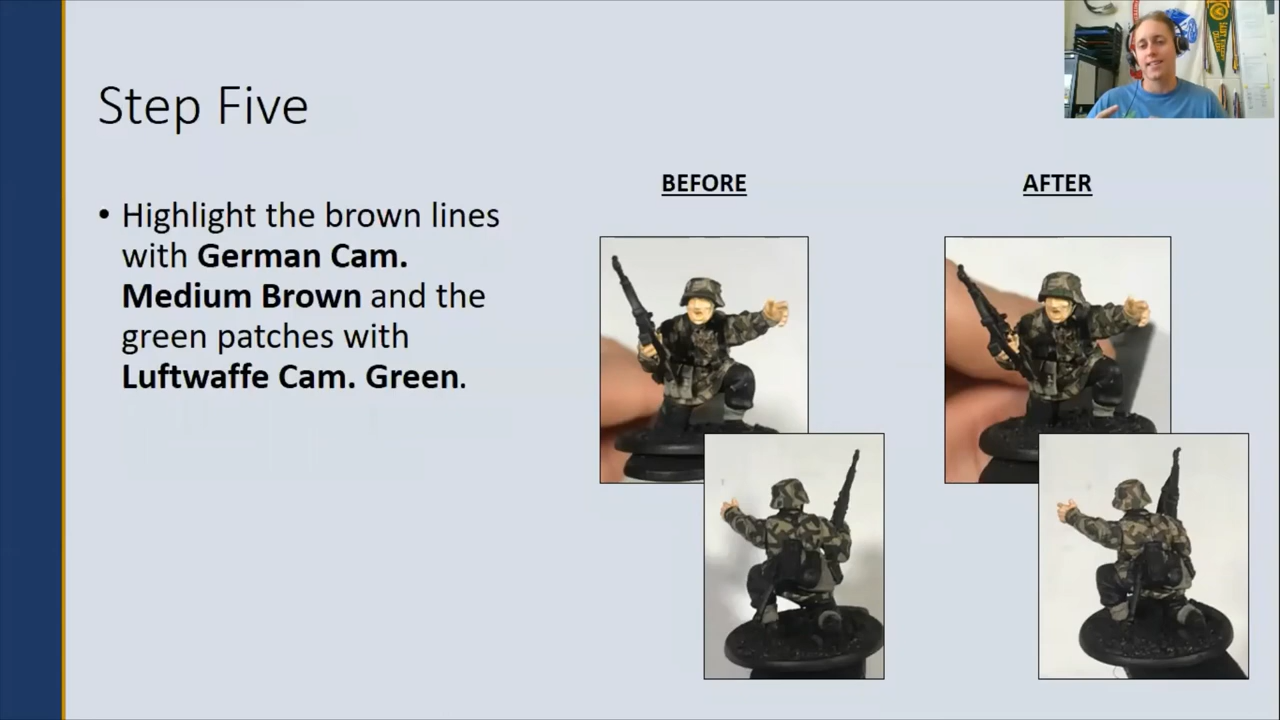 Step Five
• Highlight the brown lines
with German Cam.
Medium Brown and the
green patches with
Luftwaffe Cam. Green.
BEFORE
AFTER